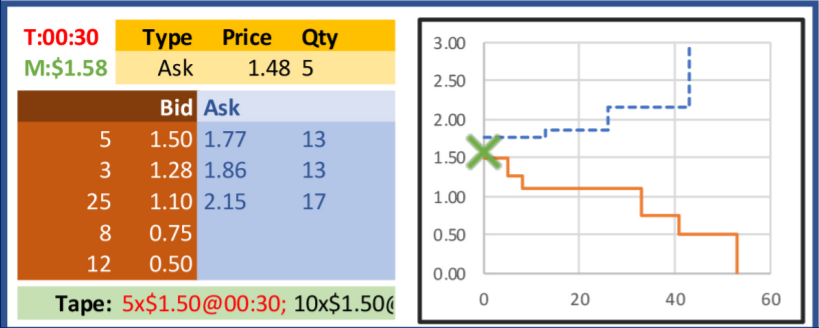 T:00:30 Type Price Qty
M:$1.58 Ask 1.48 5
Bid Ask
5 1.50 1.77 13
3 1.28 1.86 13
25 1.10 2.15 17
8 0.75
12 0.50
Tape: 5x$1.50@00:30; 10x$1.50@
3.00
2.50
2.00
1.50
1.00
0.50
0.00
0 20 40 60